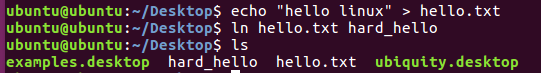 ubuntu@ubuntu:~/Desktop$ echo "hello linux" > hello.txt
ubuntu@ubuntu:~/Desktop$ ln hello.txt hard_hello
ubuntu@ubuntu:~/Desktop$ ls
examples.desktop  hard_hello  hello.txt  ubiquity.desktop